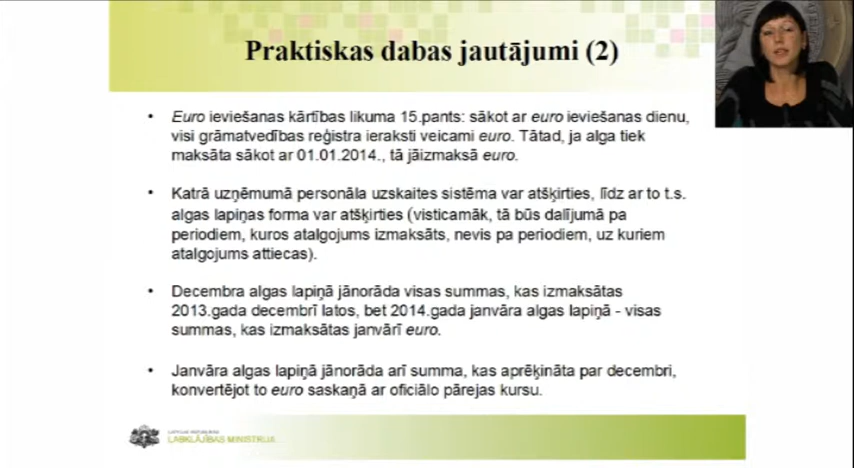 Praktiskas dabas jautājumi (2)
• Euro ieviešanas kārtības likuma 15.pants: sākot ar euro ieviešanas dienu,
visi grāmatvedības reģistra ieraksti veicami euro. Tātad, ja alga tiek
maksāta sākot ar 01.01.2014., tā jāizmaksā euro.
• Katrā uzņēmumā personāla uzskaites sistēma var atšķirties, līdz ar to t.s.
algas lapiņas forma var atšķirties (visticamāk, tā būs dalījumā pa
periodiem, kuros atalgojums izmaksāts, nevis pa periodiem, uz kuriem
atalgojums attiecas).
• Decembra algas lapiņā jānorāda visas summas, kas izmaksātas
2013.gada decembrī latos, bet 2014.gada janvāra algas lapiņā - visas
summas, kas izmaksātas janvārī euro.
• Janvāra algas lapiņā jānorāda arī summa, kas aprēķināta par decembri,
konvertējot to euro saskaņā ar oficiālo pārejas kursu.
LABKLĀJĪBAS MINISTRIJA